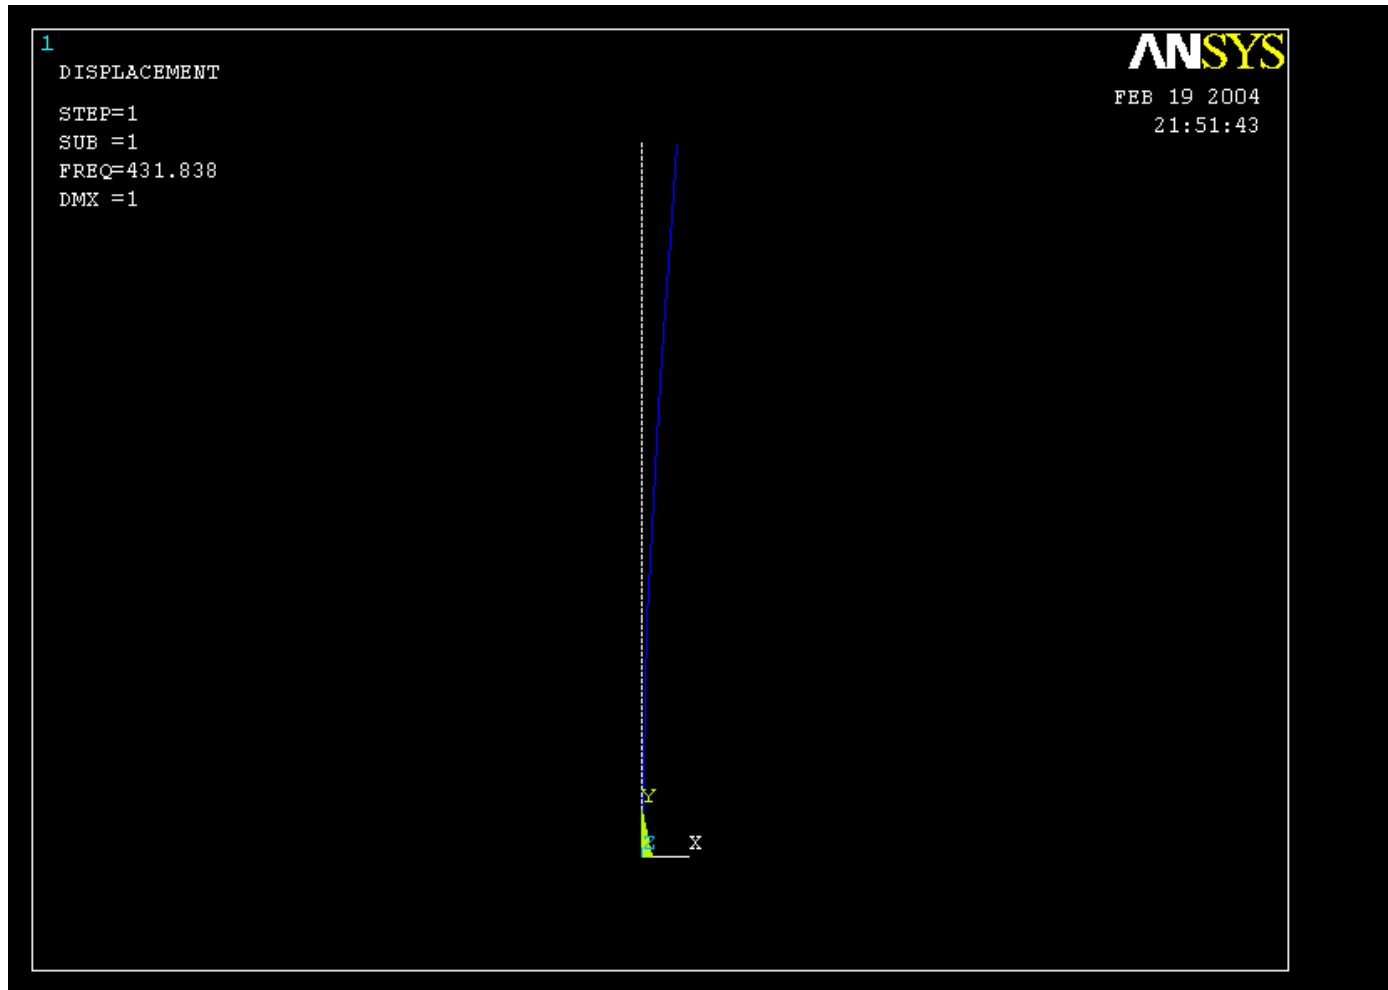 1
ANSYS
DISPLACEMENT
FEB 19 2004
STEP=1
21:51:43
SUB =1
FREQ=431.838
DMX =1
Y
Z
X